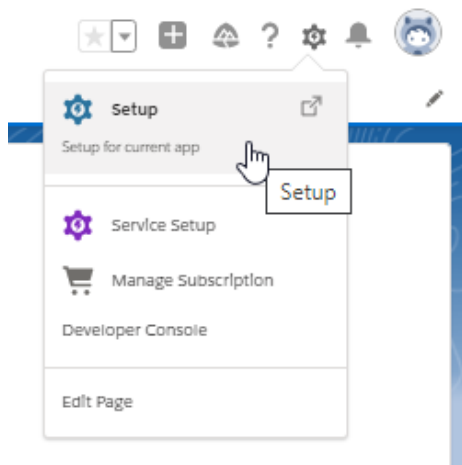 Setup
Setup for current app
Setup
Service Setup
Manage Subscription
Developer Console
Edit Page